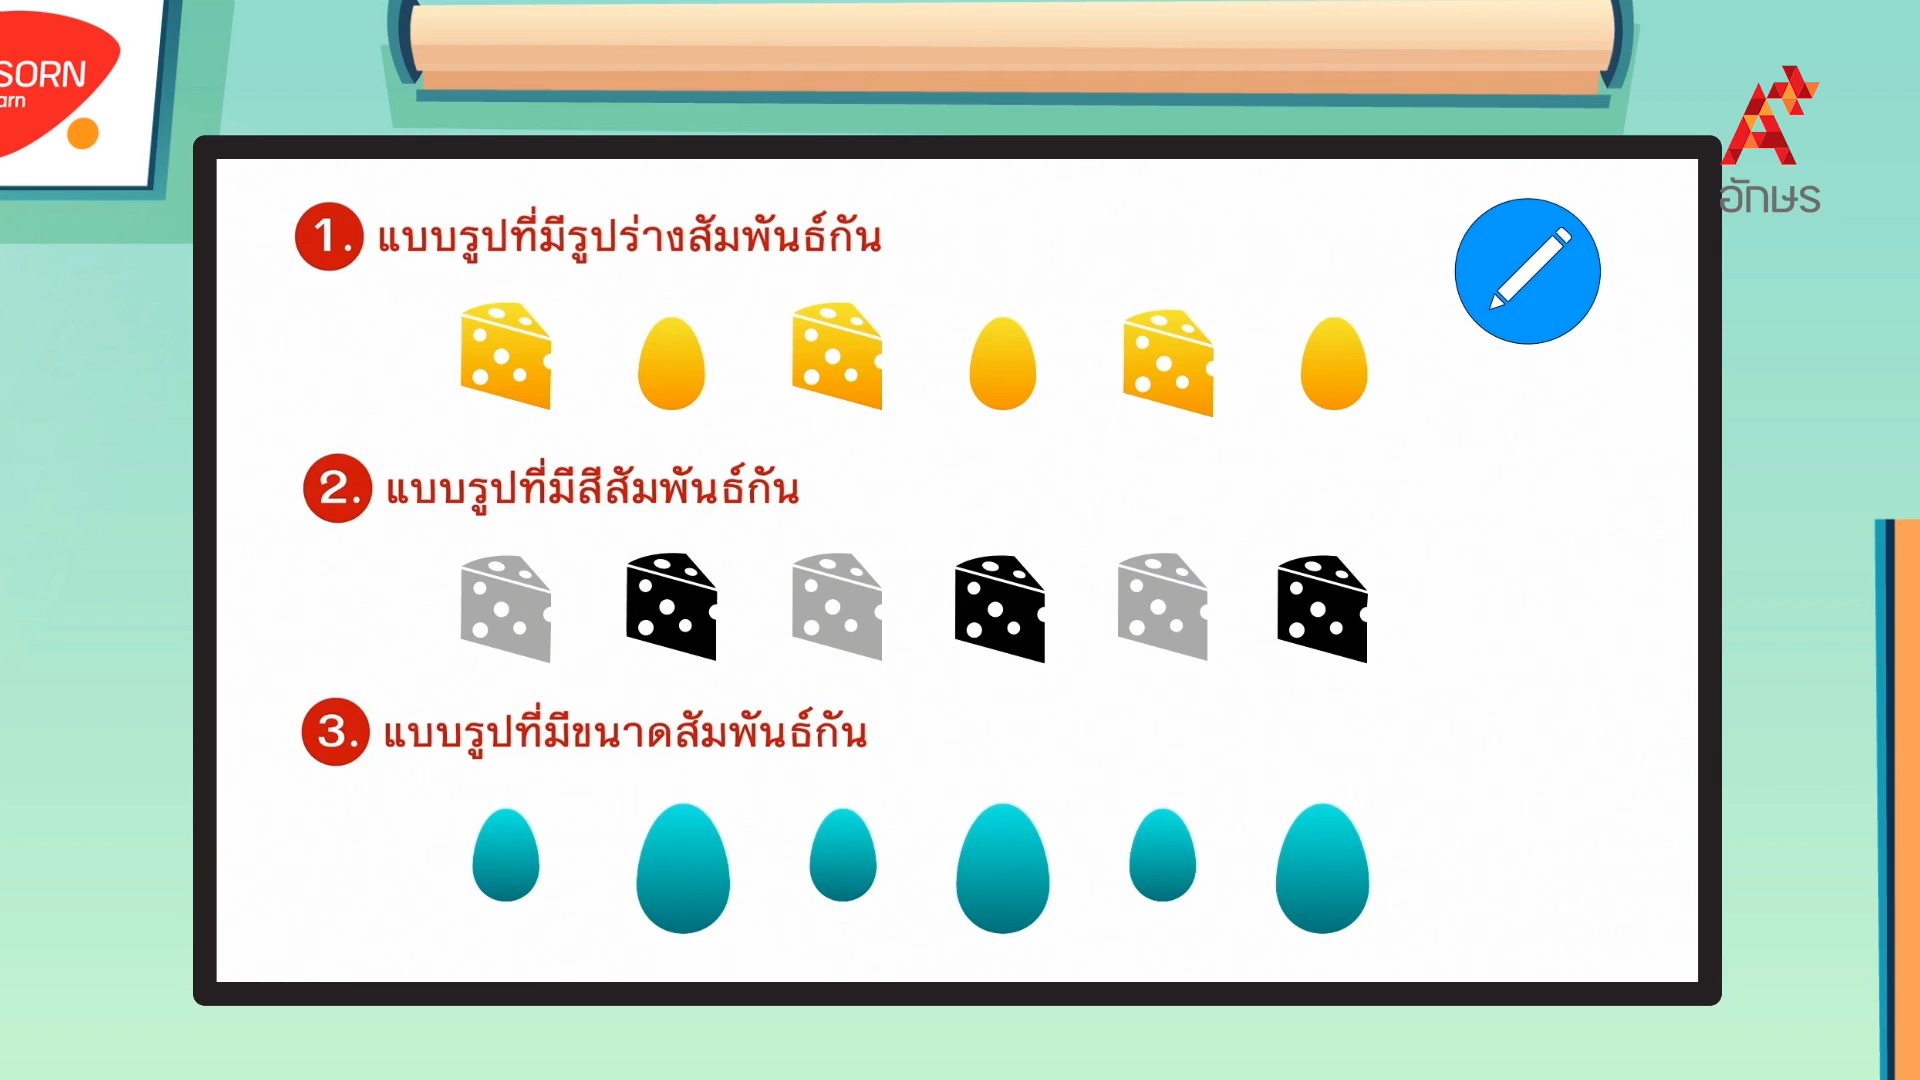 SORN
arn
อักษร
1. แบบรูปที่มีรูปร่างสัมพันธ์กัน
2. แบบรูปที่มีสีสัมพันธ์กัน
3. แบบรูปที่มีขนาดสัมพันธ์กัน